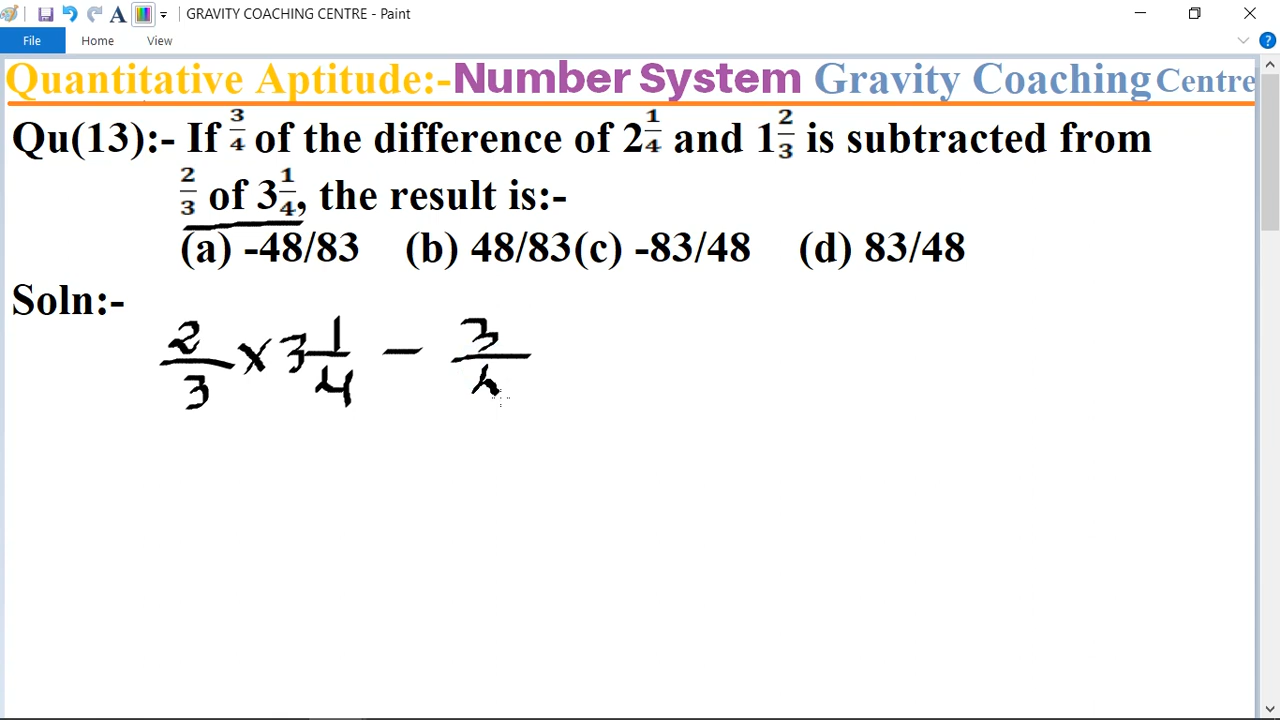 GRAVITY COACHING CENTRE - Paint
File Home View
Quantitative Aptitude:-Number System Gravity Coaching Centre
Qu(13):- If 3/4 of the difference of 2 1/4 and 1 2/3 is subtracted from
2/3 of 3 1/4, the result is:-
(a) -48/83 (b) 48/83(c) -83/48 (d) 83/48
Soln:-
2/3 × 3 1/4 - 3/4